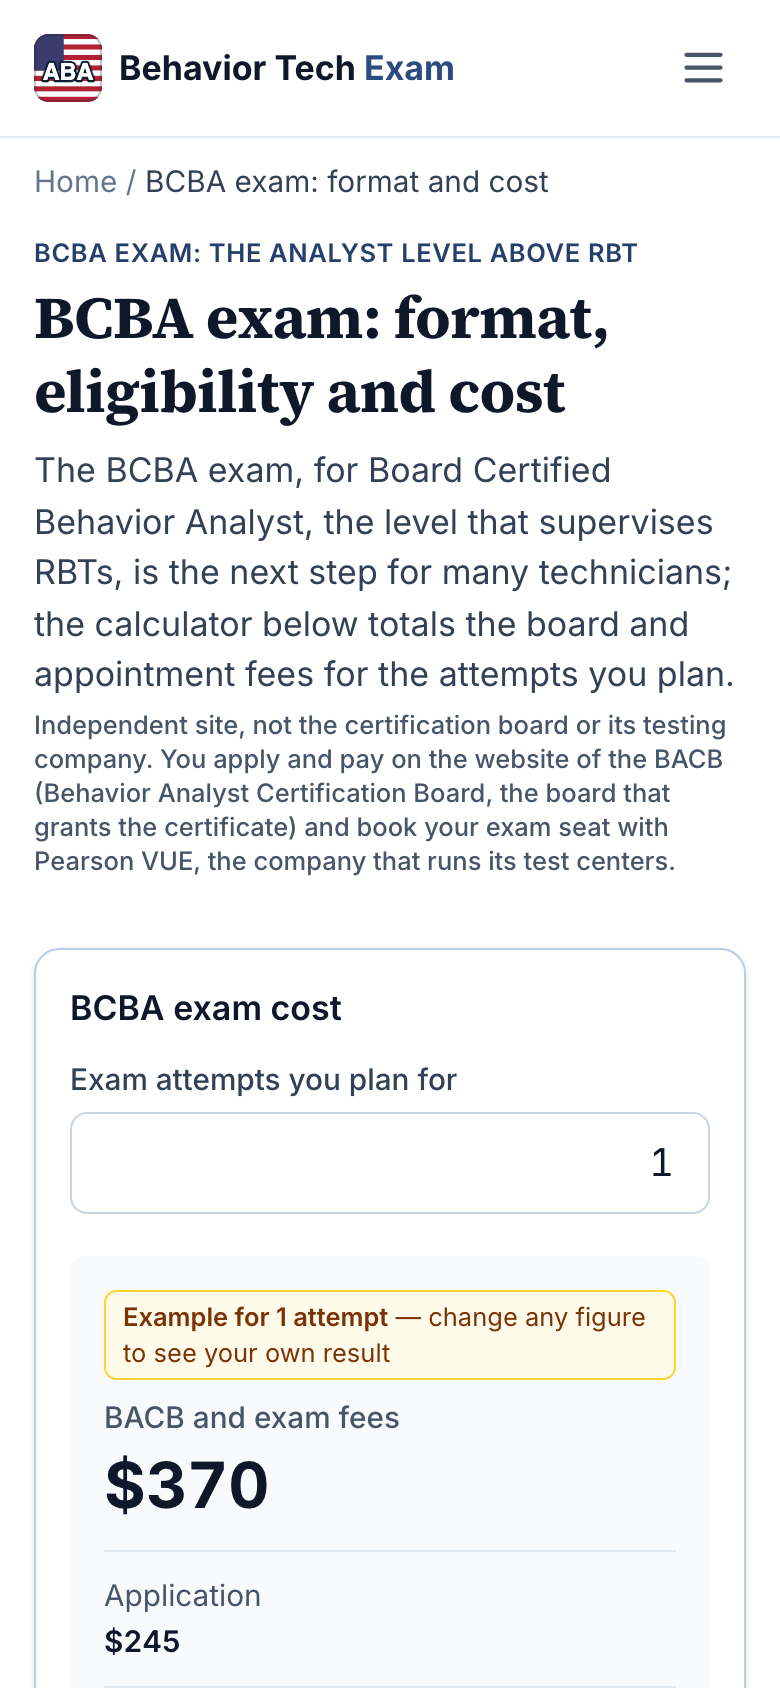 ABA
Behavior Tech Exam
Home / BCBA exam: format and cost
BCBA EXAM: THE ANALYST LEVEL ABOVE RBT
BCBA exam: format,
eligibility and cost
The BCBA exam, for Board Certified
Behavior Analyst, the level that supervises
RBTs, is the next step for many technicians;
the calculator below totals the board and
appointment fees for the attempts you plan.
Independent site, not the certification board or its testing
company. You apply and pay on the website of the BACB
(Behavior Analyst Certification Board, the board that
grants the certificate) and book your exam seat with
Pearson VUE, the company that runs its test centers.
BCBA exam cost
Exam attempts you plan for
1
Example for 1 attempt — change any figure
to see your own result
BACB and exam fees
$370
Application
$245